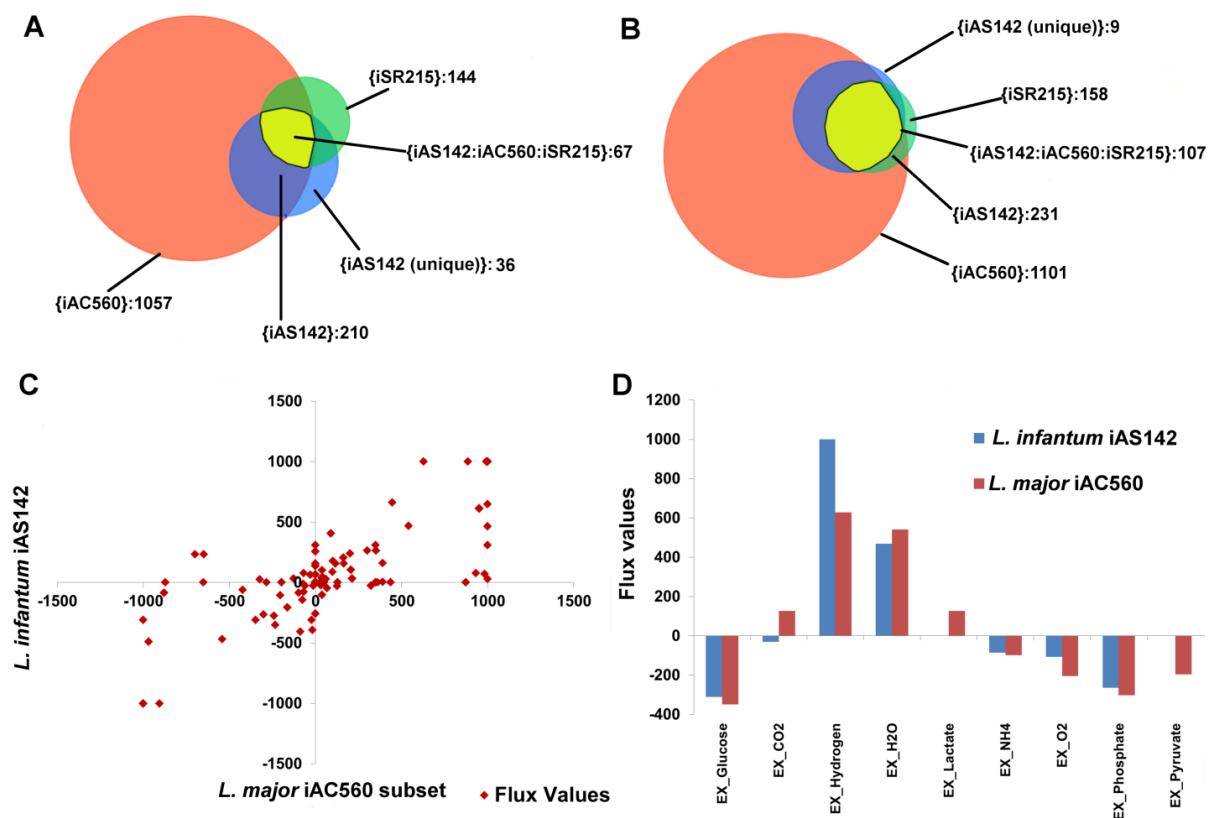 A
{iSR215}:144
{iAS142:iAC560:iSR215}:67
{iAS142 (unique)}: 36
{iAC560}:1057
{iAS142}:210
B
{iAS142 (unique)}:9
{iSR215}:158
{iAS142:iAC560:iSR215}:107
{iAS142}:231
{iAC560}:1101
C
L. infantum iAS142
1500
1000
500
0
-500
-1000
-1500
-1500 -1000 -500 0 500 1000 1500
L. major iAC560 subset
Flux Values
D
Flux values
1200
1000
800
600
400
200
0
-200
-400
L. infantum iAS142
L. major iAC560
EX_Glucose
EX_CO2
EX_Hydrogen
EX_H2O
EX_Lactate
EX_NH4
EX_O2
EX_Phosphate
EX_Pyruvate